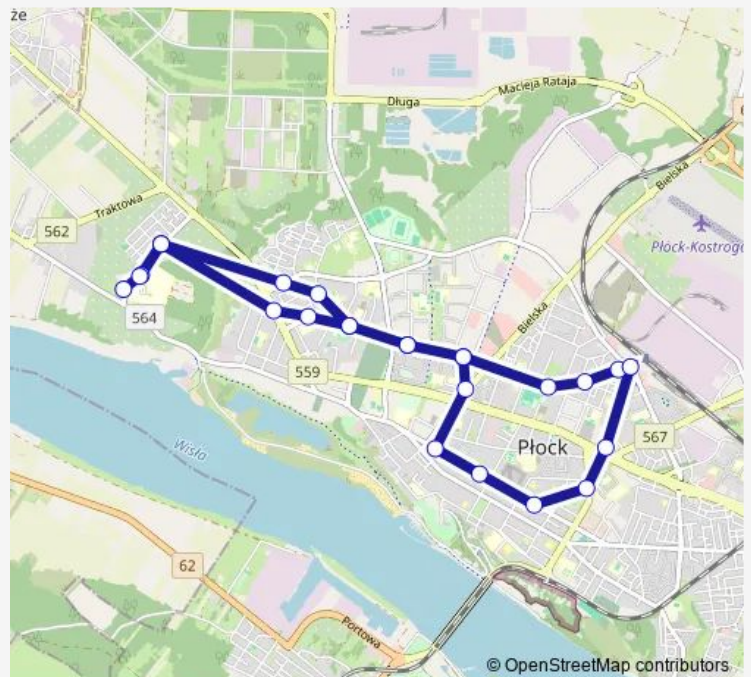 że
Długa
Macieja Rataja
Bielska
Traktowa
562
Płock-Kostrog
564
Bielska
559
Płock
567
Wisła
62
Portowa
© OpenStreetMap contributors